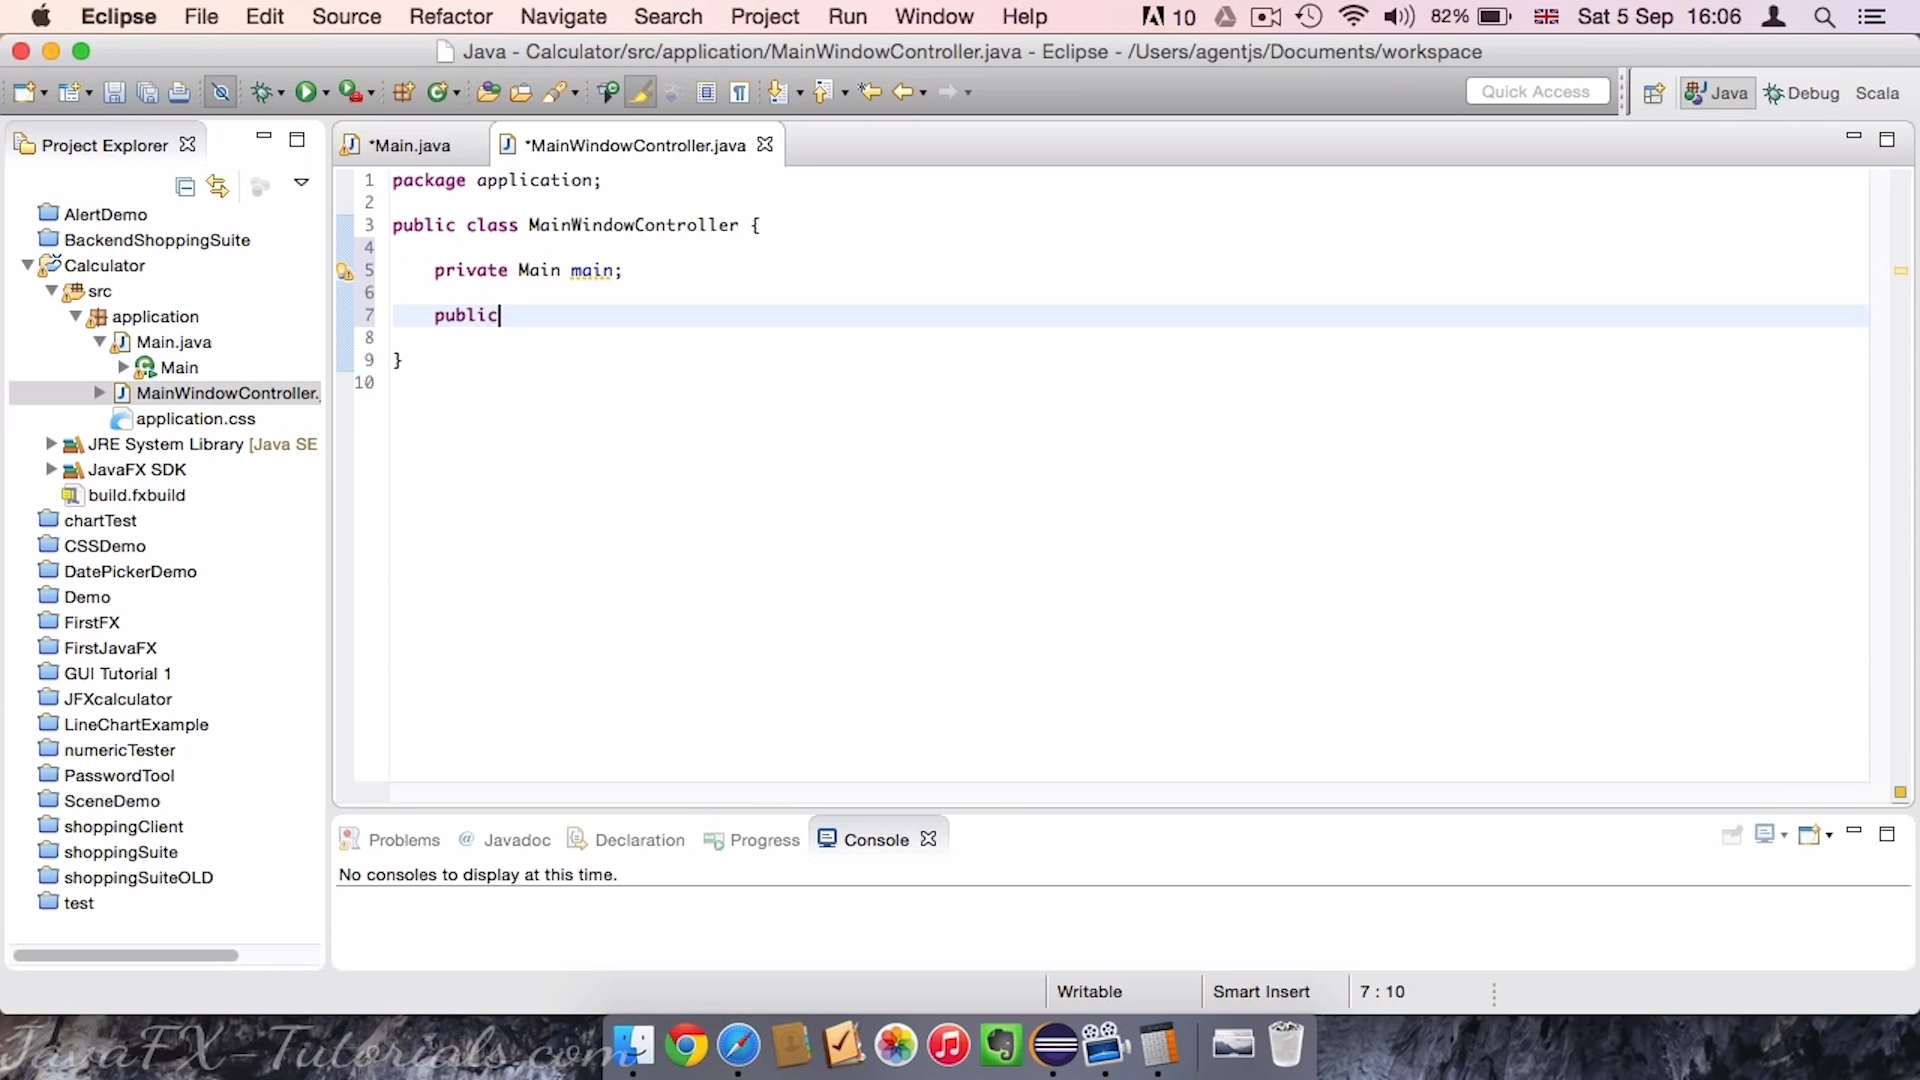 Eclipse File Edit Source Refactor Navigate Search Project Run Window Help 10 82% Sat 5 Sep 16:06
Java - Calculator/src/application/MainWindowController.java - Eclipse - /Users/agentjs/Documents/workspace
Quick Access Java Debug Scala
Project Explorer
*Main.java *MainWindowController.java
AlertDemo
BackendShoppingSuite
Calculator
src
application
Main.java
Main
MainWindowController.
application.css
JRE System Library [Java SE
JavaFX SDK
build.fxbuild
chartTest
CSSDemo
DatePickerDemo
Demo
FirstFX
FirstJavaFX
GUI Tutorial 1
JFXcalculator
LineChartExample
numericTester
PasswordTool
SceneDemo
shoppingClient
shoppingSuite
shoppingSuiteOLD
test
1 package application;
2
3 public class MainWindowController {
4
5 private Main main;
6
7 public
8
9 }
10
Problems @ Javadoc Declaration Progress Console
No consoles to display at this time.
Writable Smart Insert 7 : 10
JavaFX-Tutorials.com